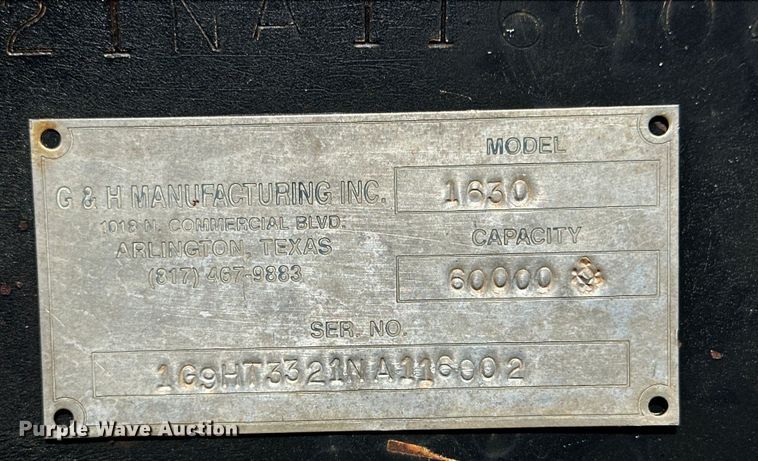 21NA11600
G & H MANUFACTURING INC.
1013 N. COMMERCIAL BLVD.
ARLINGTON, TEXAS
(817) 467-9883
MODEL
1630
CAPACITY
60000
SER. NO.
1G9HT3321NA116002
Purple Wave Auction